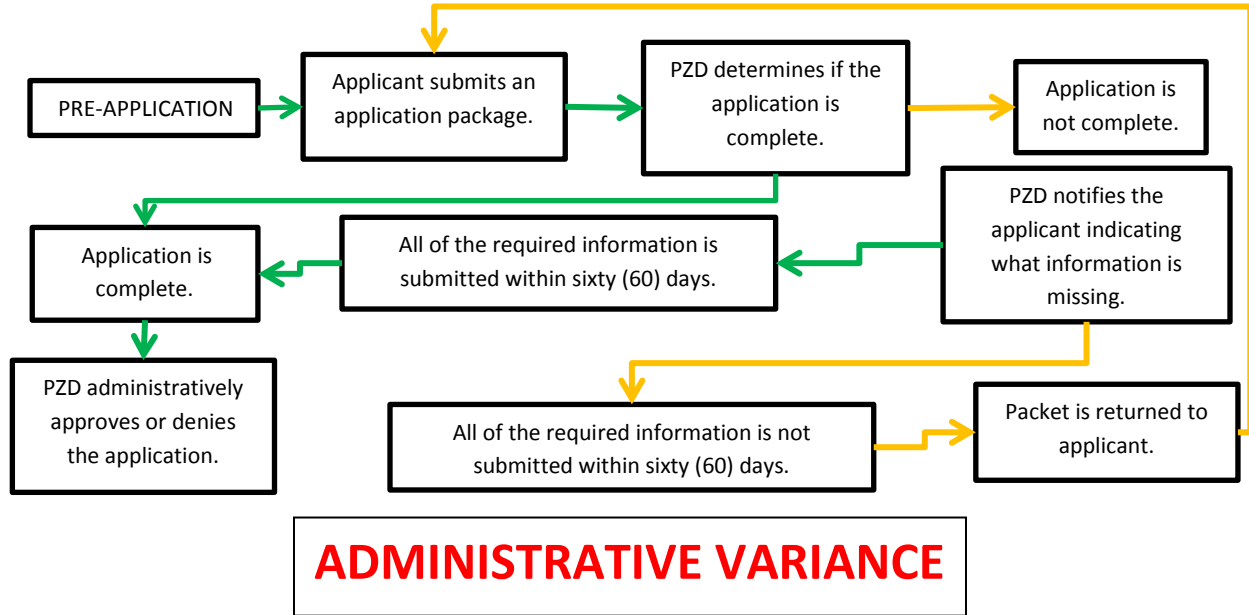 PRE-APPLICATION
Applicant submits an
application package.
PZD determines if the
application is
complete.
Application is
not complete.
PZD notifies the
applicant indicating
what information is
missing.
All of the required information is
submitted within sixty (60) days.
Application is
complete.
PZD administratively
approves or denies
the application.
All of the required information is not
submitted within sixty (60) days.
Packet is returned to
applicant.
ADMINISTRATIVE VARIANCE